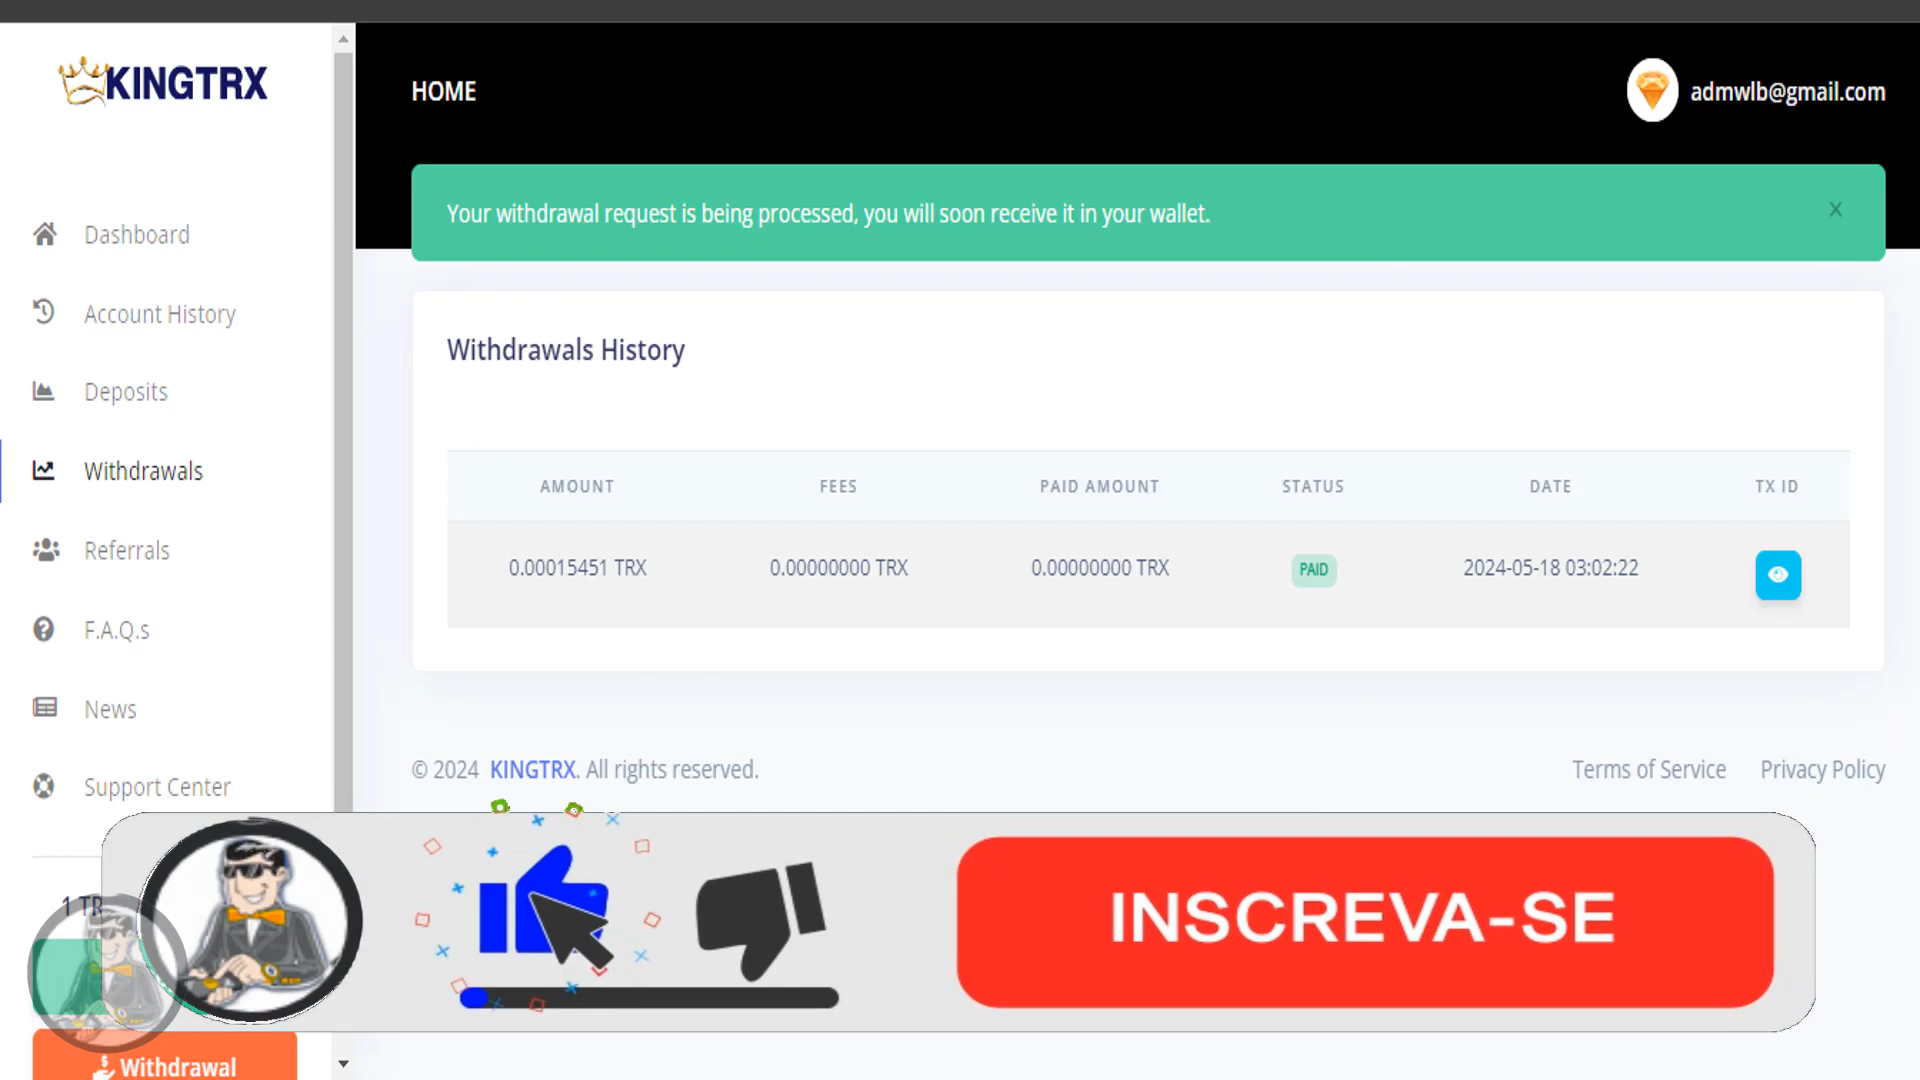 KINGTRX
HOME
admwlb@gmail.com
Your withdrawal request is being processed, you will soon receive it in your wallet.
Dashboard
Account History
Deposits
Withdrawals
Referrals
F.A.Q.s
News
Support Center
Withdrawals History
AMOUNT FEES PAID AMOUNT STATUS DATE TX ID
0.00015451 TRX 0.00000000 TRX 0.00000000 TRX PAID 2024-05-18 03:02:22
© 2024 KINGTRX. All rights reserved.
Terms of Service Privacy Policy
1 TR
INSCREVA-SE
Withdrawal